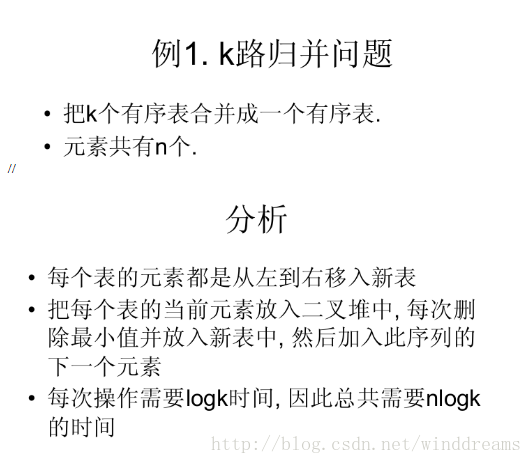 例1. k路归并问题
• 把k个有序表合并成一个有序表.
• 元素共有n个.
//
分析
• 每个表的元素都是从左到右移入新表
• 把每个表的当前元素放入二叉堆中, 每次删
除最小值并放入新表中, 然后加入此序列的
下一个元素
• 每次操作需要logk时间, 因此总共需要nlogk
的时间
http://blog.csdn.net/winddreams